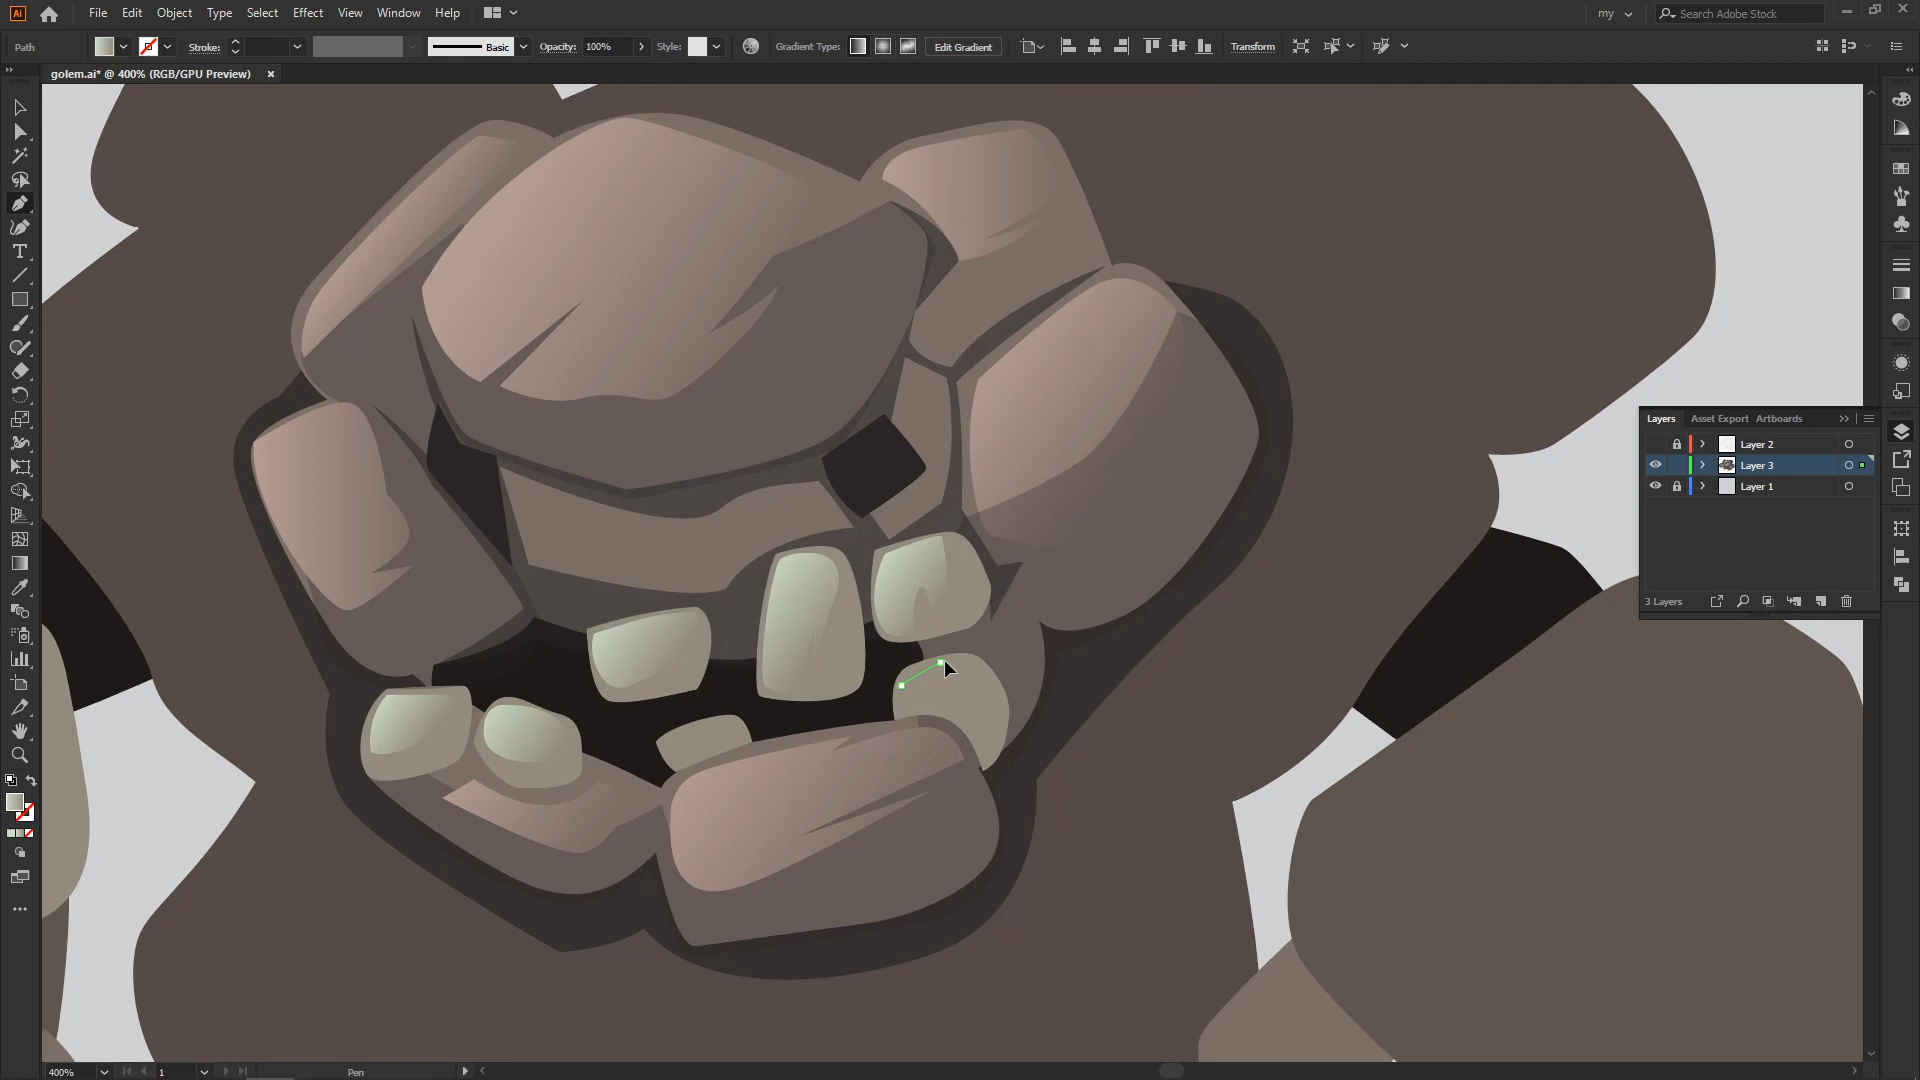 Ai File Edit Object Type Select Effect View Window Help my Search Adobe Stock
Path Stroke: Basic Opacity: 100% Style: Gradient Type: Edit Gradient Transform
golem.ai* @ 400% (RGB/GPU Preview)
Layers Asset Export Artboards
Layer 2
Layer 3
Layer 1
3 Layers
400% 1 Pen